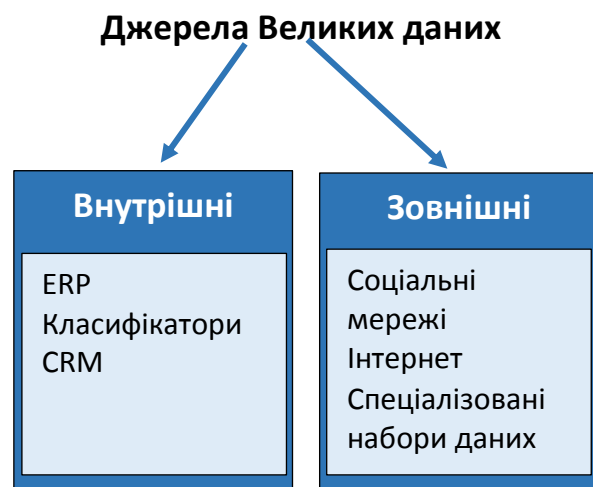 Джерела Великих даних
Внутрішні
ERP
Класифікатори
CRM
Зовнішні
Соціальні
мережі
Інтернет
Спеціалізовані
набори даних